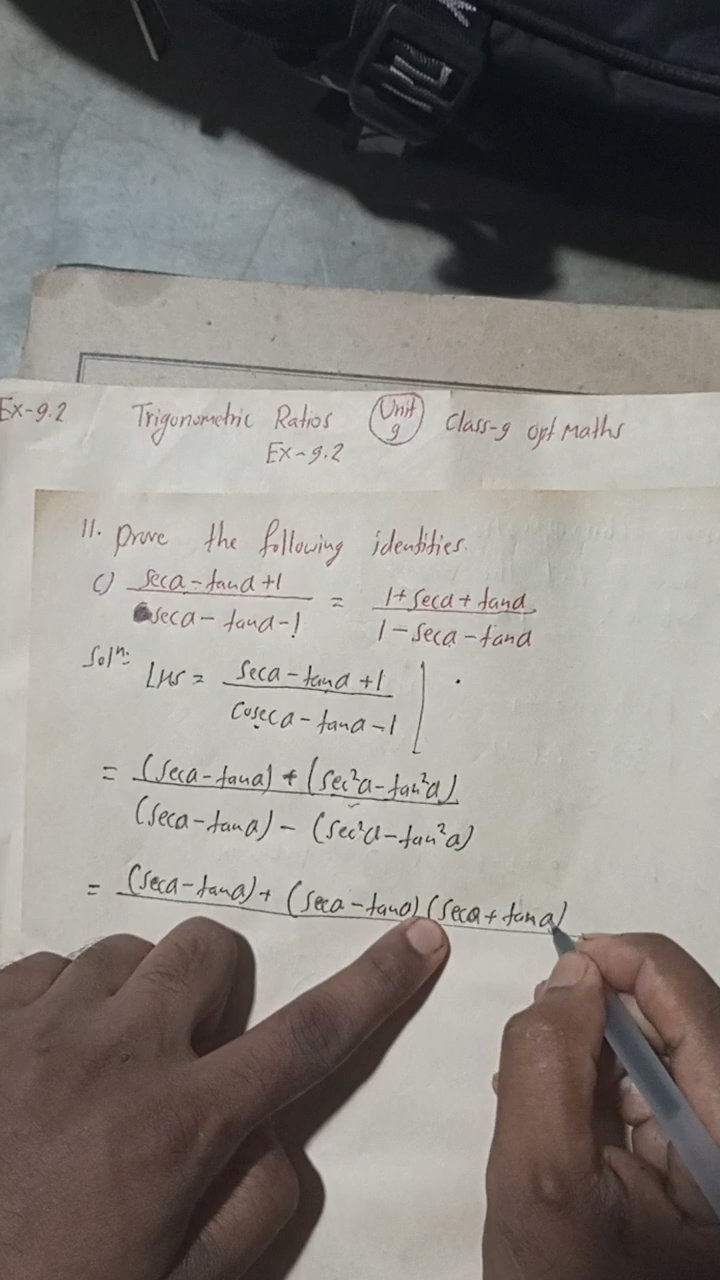 Ex-9.2 Trigonometric Ratios Unit 9 Class-9 opt Maths
Ex-9.2
11. Prove the following identities.
c) (seca - tana + 1)/(seca - tana - 1) = (1 + seca + tana)/(1 - seca - tana)
Solⁿ: LHS = (seca - tana + 1)/(coseca - tana - 1)
= ((seca - tana) + (sec²a - tan²a))/((seca - tana) - (sec²a - tan²a))
= (seca - tana) + (seca - tana)(seca + tana)